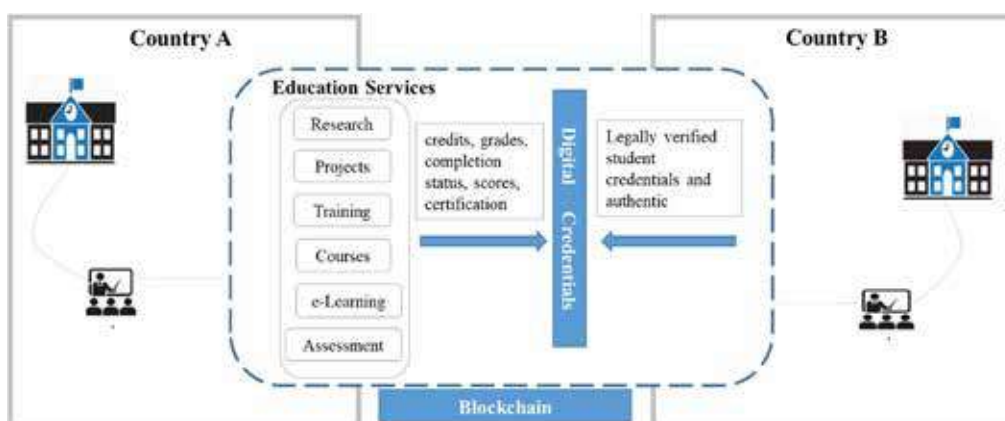 Country A
Country B
Education Services
Research
Projects
Training
Courses
e-Learning
Assessment
credits, grades,
completion
status, scores,
certification
Digital Credentials
Legally verified
student
credentials and
authentic
Blockchain